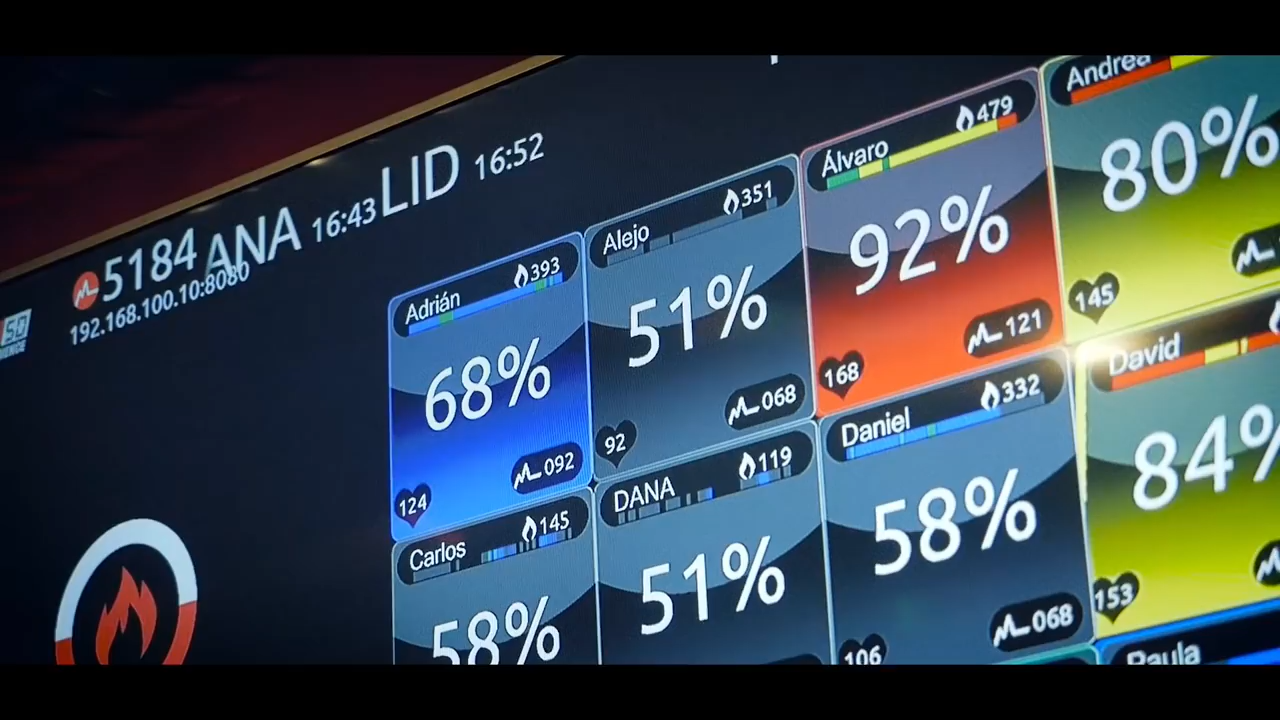 5184 ANA 16:43 LID 16:52
192.168.100.10:8080
50
Adrián 393
68%
124 092
Alejo 351
51%
92 068
Álvaro 479
92%
168 121
Andrea
80%
145
Carlos 145
58%
DANA 119
51%
Daniel 332
58%
106 068
David
84%
153
Paula